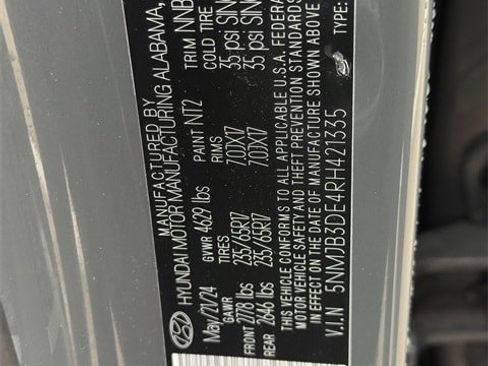 MANUFACTURED BY
HYUNDAI MOTOR MANUFACTURING ALABAMA,
May/21/24 GVWR 4629 lbs PAINT NT2 TRIM NNB
GAWR TIRES RIMS COLD TIRE
FRONT 2778 lbs 235/65R17 7.0JX17 35 psi SING
REAR 2646 lbs 235/65R17 7.0JX17 35 psi SING
THIS VEHICLE CONFORMS TO ALL APPLICABLE U.S.A. FEDERAL
MOTOR VEHICLE SAFETY AND THEFT PREVENTION STANDARDS
IN EFFECT ON THE DATE OF MANUFACTURE SHOWN ABOVE
V.I.N 5NMJB3DE4RH421335 TYPE: